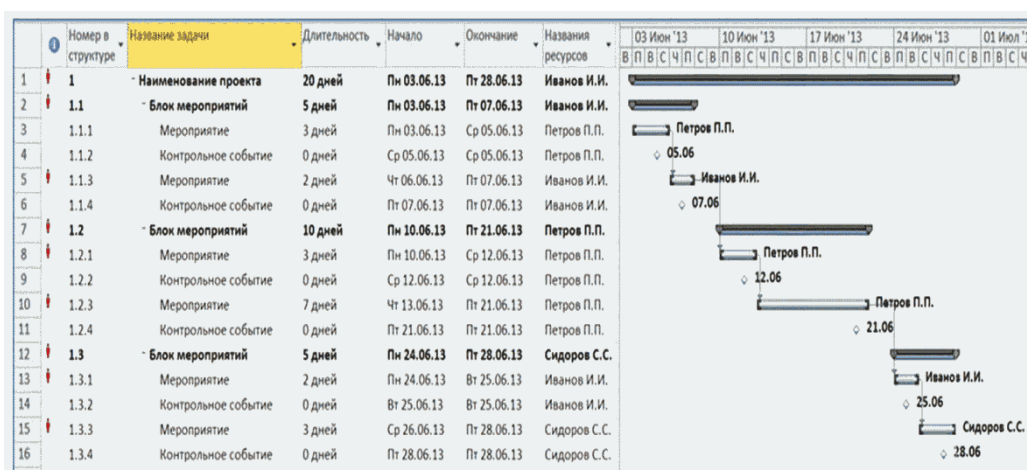 Номер в структуре Название задачи Длительность Начало Окончание Названия ресурсов 03 Июн '13 10 Июн '13 17 Июн '13 24 Июн '13 01 Июл '1
В П В С Ч П С В П В С Ч П С В П В С Ч П С В П В С Ч П С В П В С Ч
1 1 - Наименование проекта 20 дней Пн 03.06.13 Пт 28.06.13 Иванов И.И.
2 1.1 - Блок мероприятий 5 дней Пн 03.06.13 Пт 07.06.13 Иванов И.И.
3 1.1.1 Мероприятие 3 дней Пн 03.06.13 Ср 05.06.13 Петров П.П. Петров П.П.
4 1.1.2 Контрольное событие 0 дней Ср 05.06.13 Ср 05.06.13 Петров П.П. 05.06
5 1.1.3 Мероприятие 2 дней Чт 06.06.13 Пт 07.06.13 Иванов И.И. Иванов И.И.
6 1.1.4 Контрольное событие 0 дней Пт 07.06.13 Пт 07.06.13 Иванов И.И. 07.06
7 1.2 - Блок мероприятий 10 дней Пн 10.06.13 Пт 21.06.13 Петров П.П.
8 1.2.1 Мероприятие 3 дней Пн 10.06.13 Ср 12.06.13 Петров П.П. Петров П.П.
9 1.2.2 Контрольное событие 0 дней Ср 12.06.13 Ср 12.06.13 Петров П.П. 12.06
10 1.2.3 Мероприятие 7 дней Чт 13.06.13 Пт 21.06.13 Петров П.П. Петров П.П.
11 1.2.4 Контрольное событие 0 дней Пт 21.06.13 Пт 21.06.13 Петров П.П. 21.06
12 1.3 - Блок мероприятий 5 дней Пн 24.06.13 Пт 28.06.13 Сидоров С.С.
13 1.3.1 Мероприятие 2 дней Пн 24.06.13 Вт 25.06.13 Иванов И.И. Иванов И.И.
14 1.3.2 Контрольное событие 0 дней Вт 25.06.13 Вт 25.06.13 Иванов И.И. 25.06
15 1.3.3 Мероприятие 3 дней Ср 26.06.13 Пт 28.06.13 Сидоров С.С. Сидоров С.С.
16 1.3.4 Контрольное событие 0 дней Пт 28.06.13 Пт 28.06.13 Сидоров С.С. 28.06